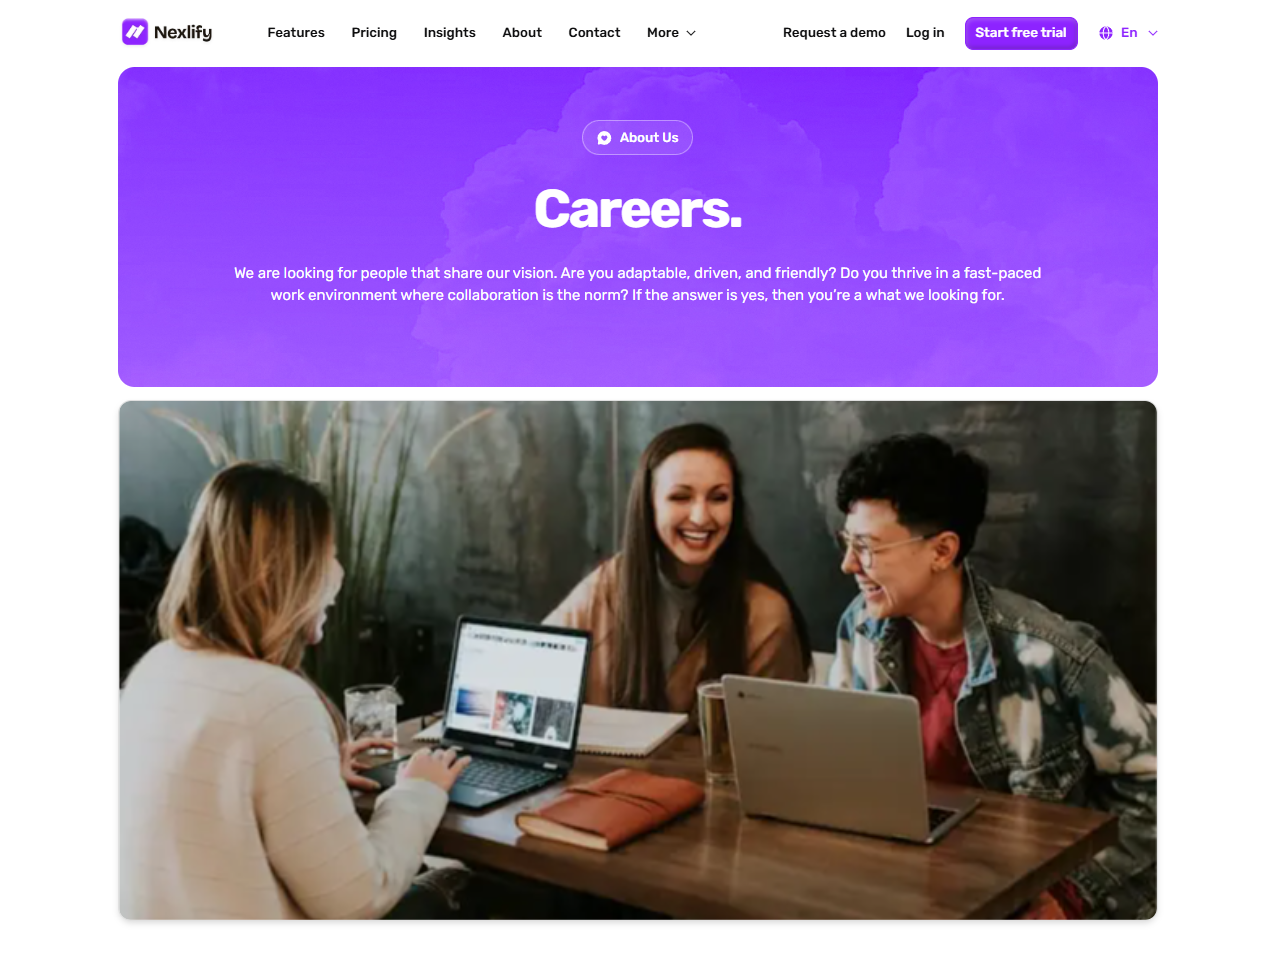 Nexlify
Features Pricing Insights About Contact More
Request a demo Log in Start free trial En
About Us
Careers.
We are looking for people that share our vision. Are you adaptable, driven, and friendly? Do you thrive in a fast-paced
work environment where collaboration is the norm? If the answer is yes, then you're a what we looking for.